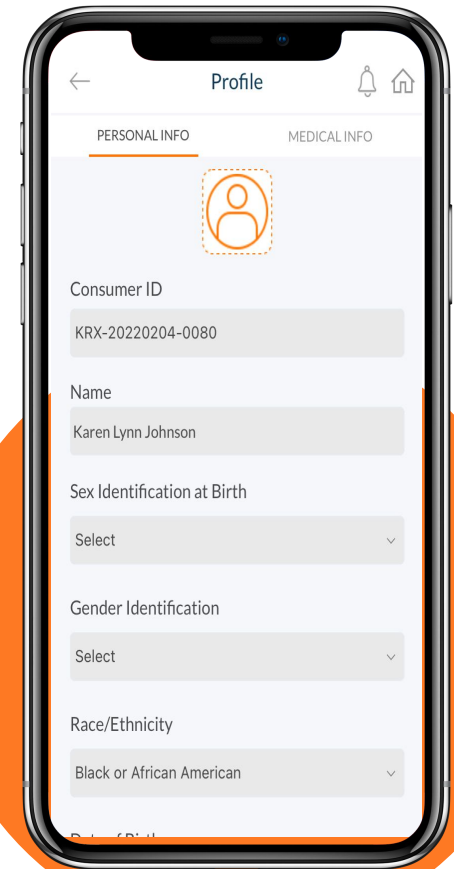 Profile
PERSONAL INFO MEDICAL INFO
Consumer ID
KRX-20220204-0080
Name
Karen Lynn Johnson
Sex Identification at Birth
Select
Gender Identification
Select
Race/Ethnicity
Black or African American